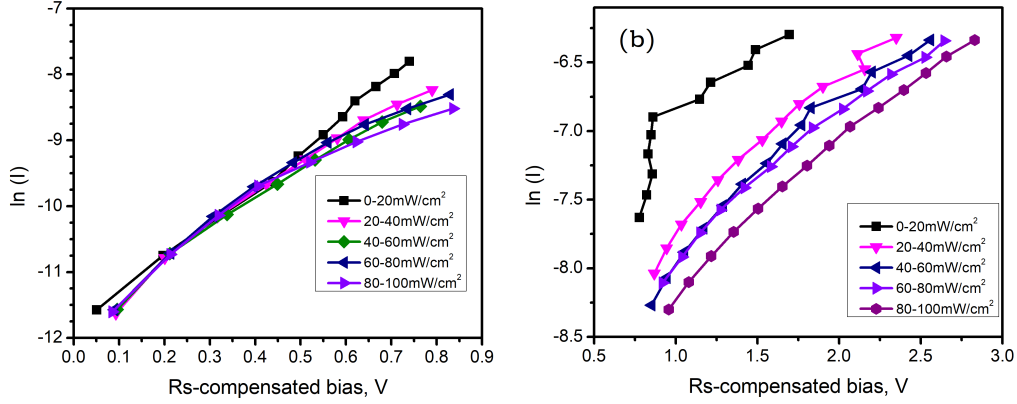 -7
-8
-9
-10
-11
-12
ln (I)
0.0 0.1 0.2 0.3 0.4 0.5 0.6 0.7 0.8 0.9
Rs-compensated bias, V
0-20mW/cm²
20-40mW/cm²
40-60mW/cm²
60-80mW/cm²
80-100mW/cm²
(b)
-6.5
-7.0
-7.5
-8.0
-8.5
ln (I)
0.5 1.0 1.5 2.0 2.5 3.0
Rs-compensated bias, V
0-20mW/cm²
20-40mW/cm²
40-60mW/cm²
60-80mW/cm²
80-100mW/cm²